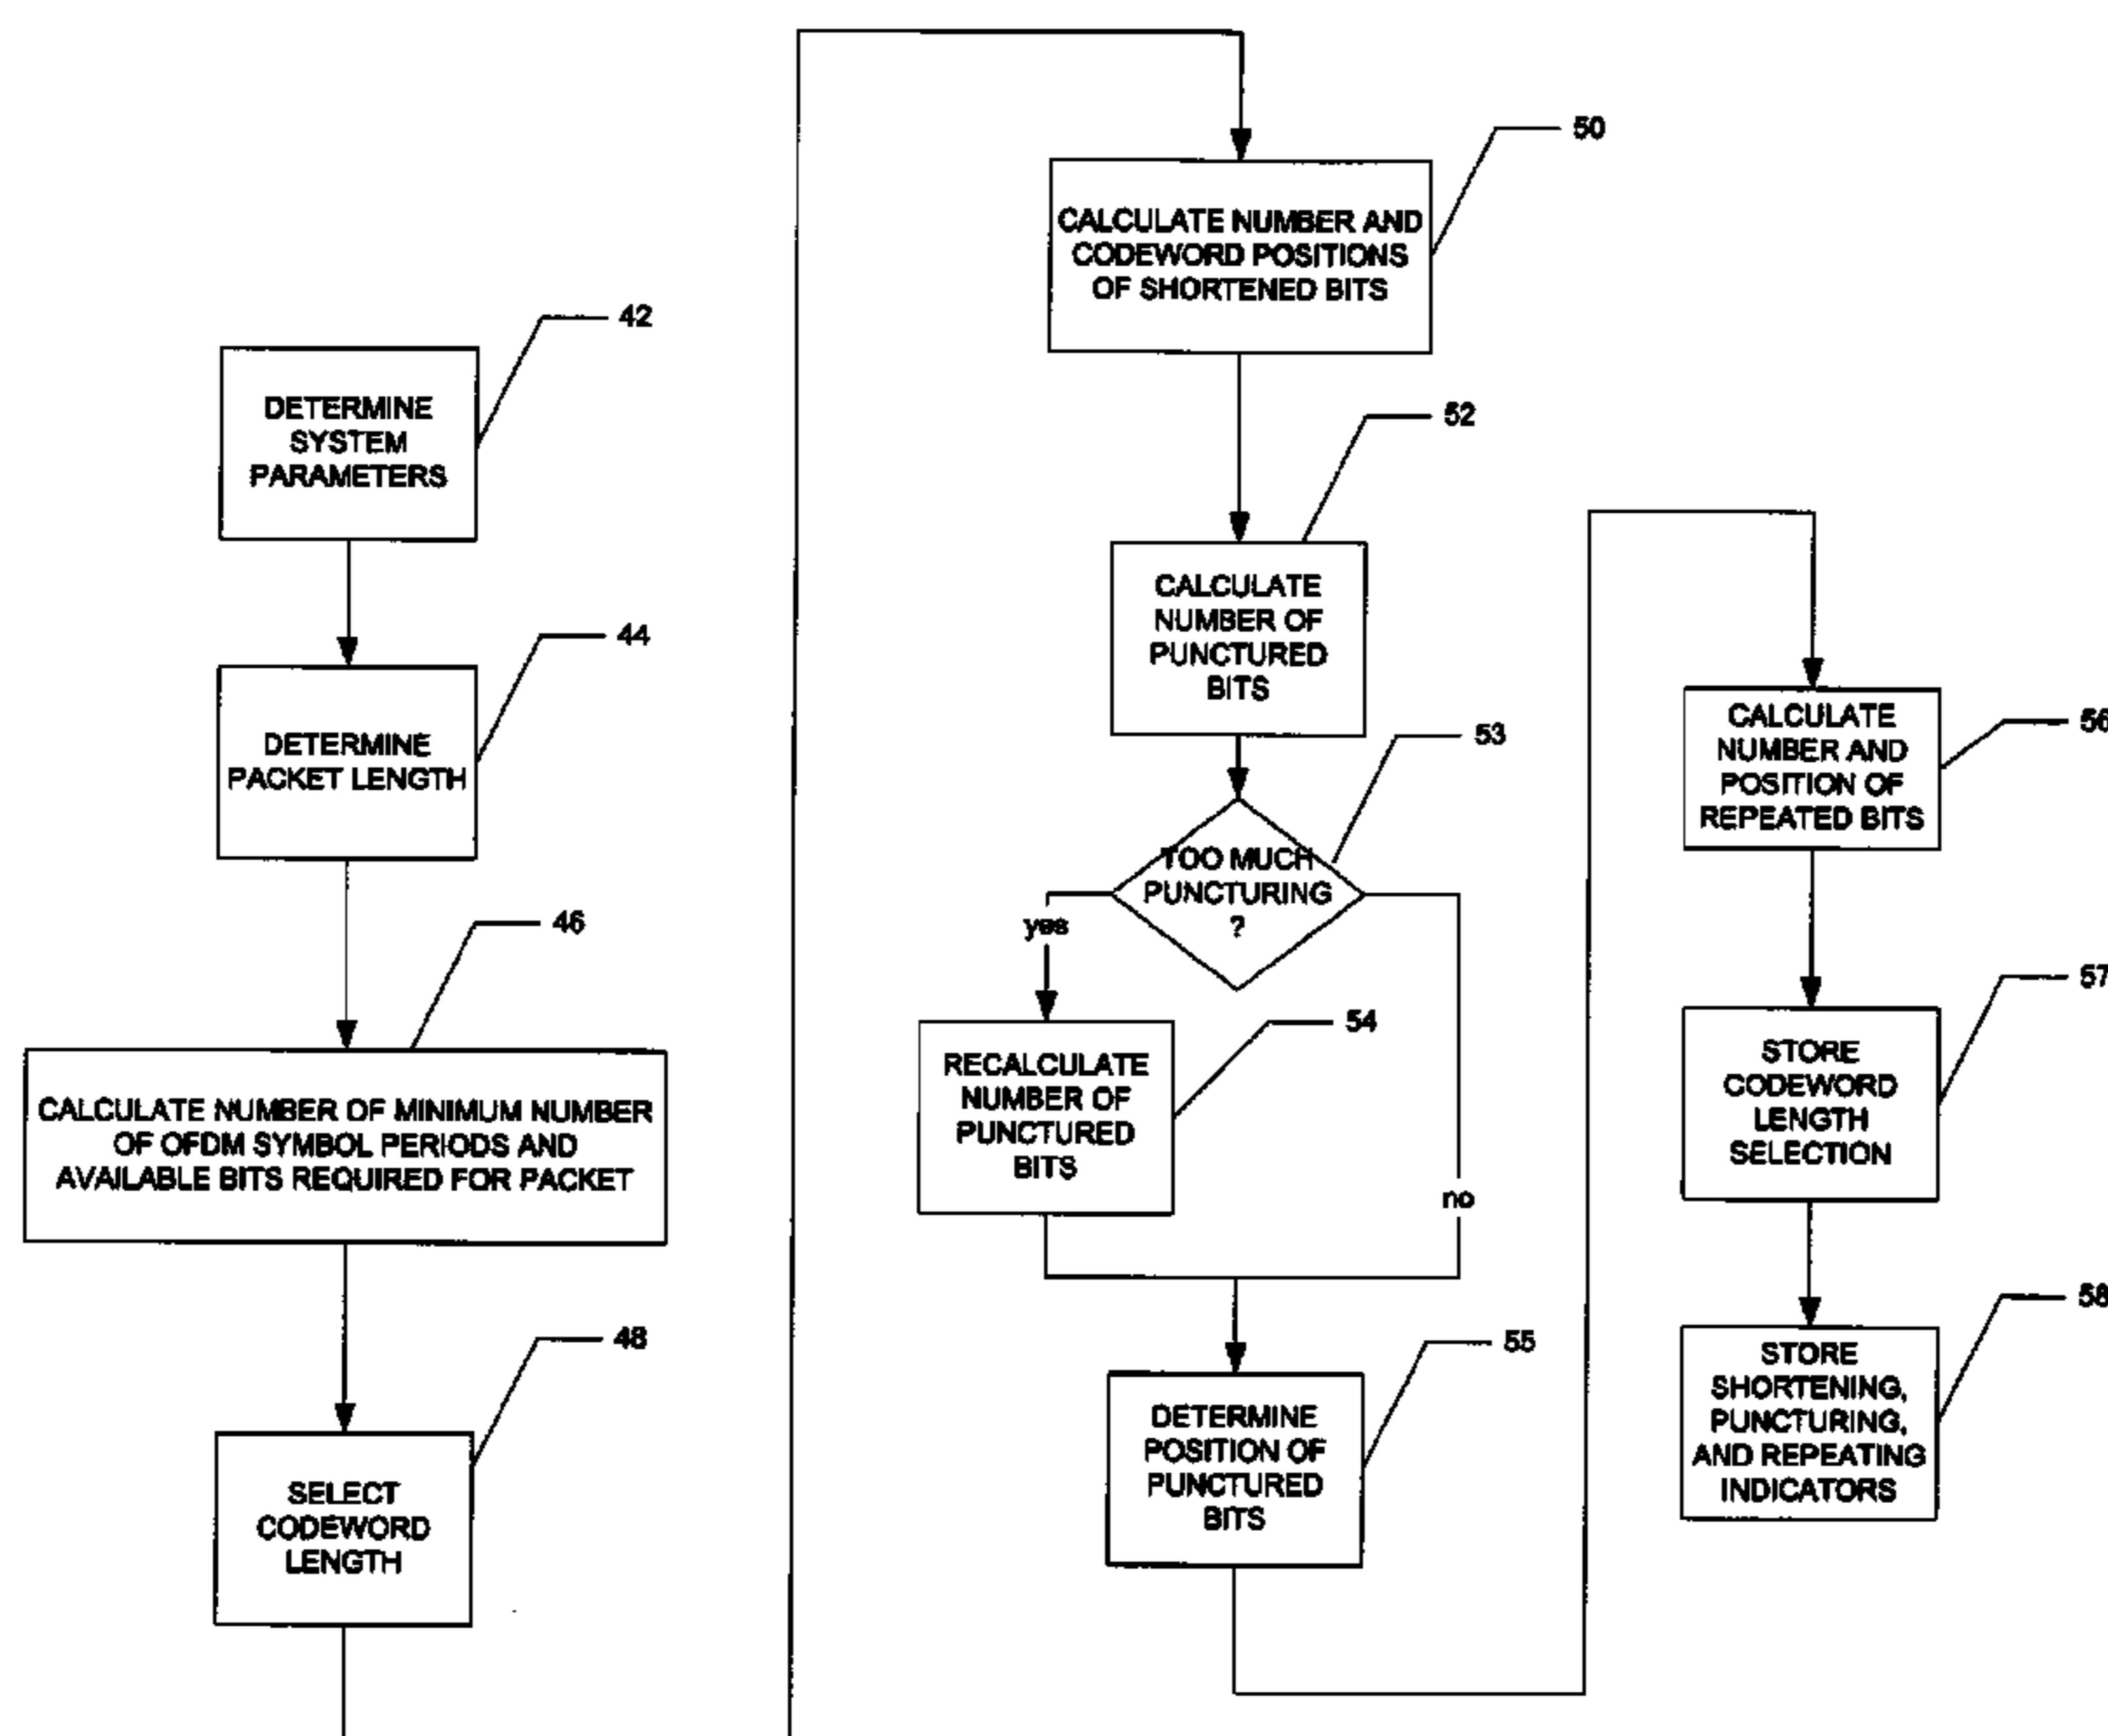 42
DETERMINE
SYSTEM
PARAMETERS
44
DETERMINE
PACKET LENGTH
46
CALCULATE NUMBER OF MINIMUM NUMBER
OF OFDM SYMBOL PERIODS AND
AVAILABLE BITS REQUIRED FOR PACKET
48
SELECT
CODEWORD
LENGTH
50
CALCULATE NUMBER AND
CODEWORD POSITIONS
OF SHORTENED BITS
52
CALCULATE
NUMBER OF
PUNCTURED
BITS
53
TOO MUCH
PUNCTURING
?
yes
no
54
RECALCULATE
NUMBER OF
PUNCTURED
BITS
55
DETERMINE
POSITION OF
PUNCTURED
BITS
56
CALCULATE
NUMBER AND
POSITION OF
REPEATED BITS
57
STORE
CODEWORD
LENGTH
SELECTION
58
STORE
SHORTENING,
PUNCTURING,
AND REPEATING
INDICATORS